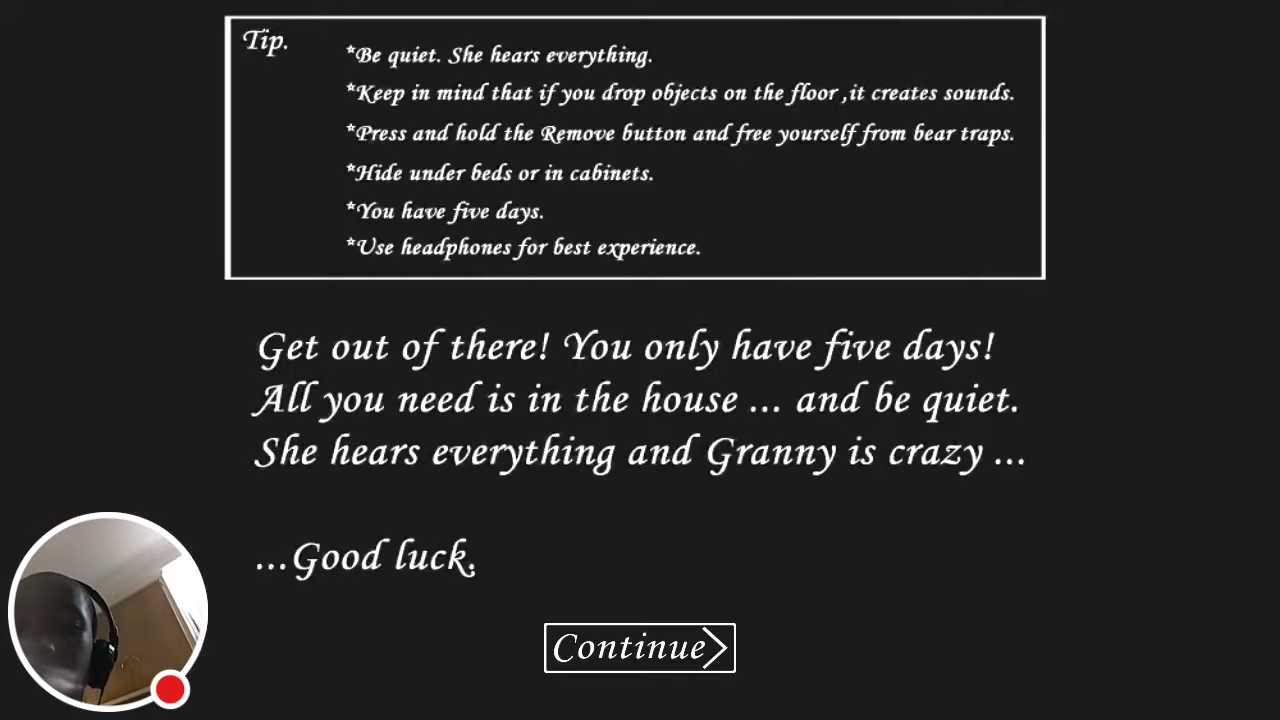 Tip.
*Be quiet. She hears everything.
*Keep in mind that if you drop objects on the floor ,it creates sounds.
*Press and hold the Remove button and free yourself from bear traps.
*Hide under beds or in cabinets.
*You have five days.
*Use headphones for best experience.
Get out of there! You only have five days!
All you need is in the house ... and be quiet.
She hears everything and Granny is crazy ...
...Good luck.
Continue>